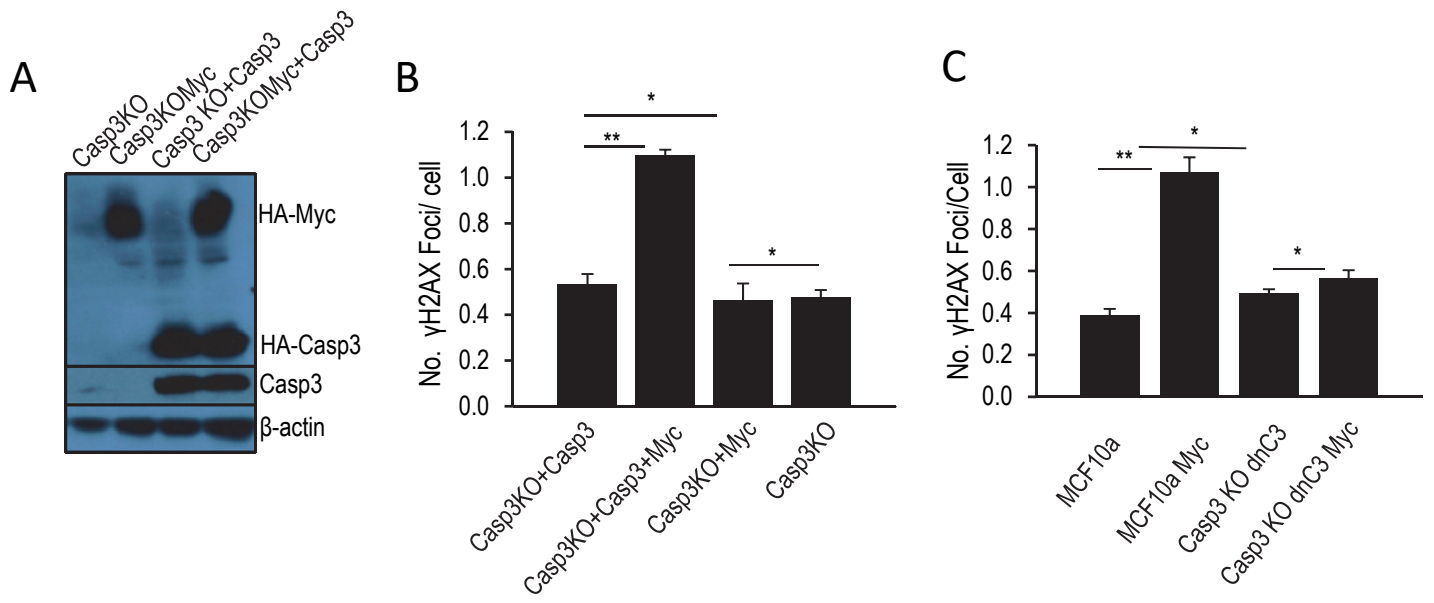 A
Casp3KO
Casp3KOMyc
Casp3 KO+Casp3
Casp3KOMyc+Casp3
HA-Myc
HA-Casp3
Casp3
β-actin
B
No. γH2AX Foci/ cell
1.2
1.0
0.8
0.6
0.4
0.2
0.0
*
**
*
Casp3KO+Casp3
Casp3KO+Casp3+Myc
Casp3KO+Myc
Casp3KO
C
No. γH2AX Foci/Cell
1.2
1.0
0.8
0.6
0.4
0.2
0.0
*
**
*
MCF10a
MCF10a Myc
Casp3 KO dnC3
Casp3 KO dnC3 Myc